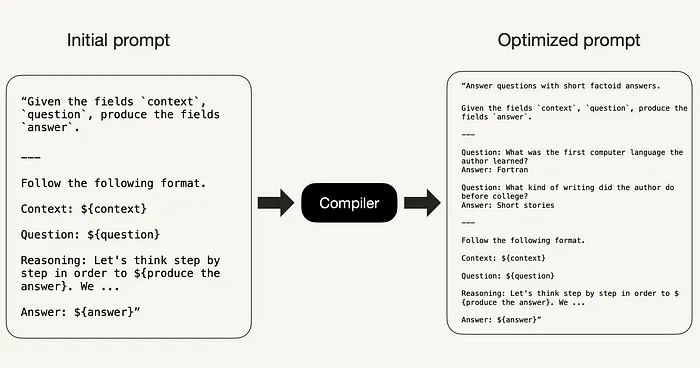 Initial prompt
“Given the fields `context`,
`question`, produce the fields
`answer`.
---
Follow the following format.
Context: ${context}
Question: ${question}
Reasoning: Let's think step by
step in order to ${produce the
answer}. We ...
Answer: ${answer}”
Compiler
Optimized prompt
“Answer questions with short factoid answers.
Given the fields `context`, `question`, produce the
fields `answer`.
---
Question: What was the first computer language the
author learned?
Answer: Fortran
Question: What kind of writing did the author do
before college?
Answer: Short stories
---
Follow the following format.
Context: ${context}
Question: ${question}
Reasoning: Let's think step by step in order to $
{produce the answer}. We ...
Answer: ${answer}”